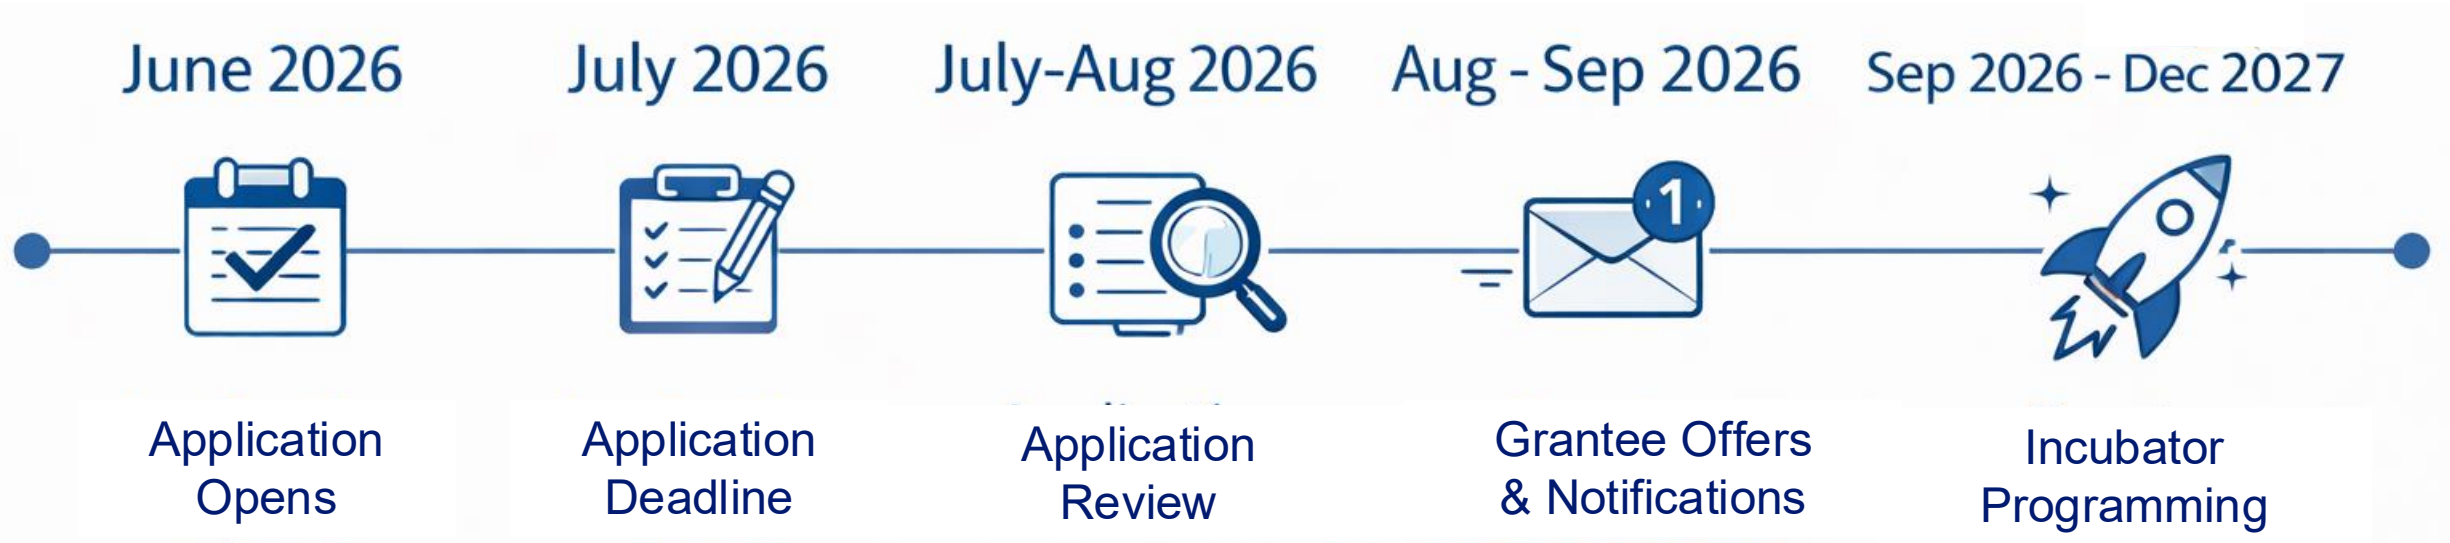 June 2026
July 2026
July-Aug 2026
Aug - Sep 2026
Sep 2026 - Dec 2027
1
Application
Opens
Application
Deadline
Application
Review
Grantee Offers
& Notifications
Incubator
Programming